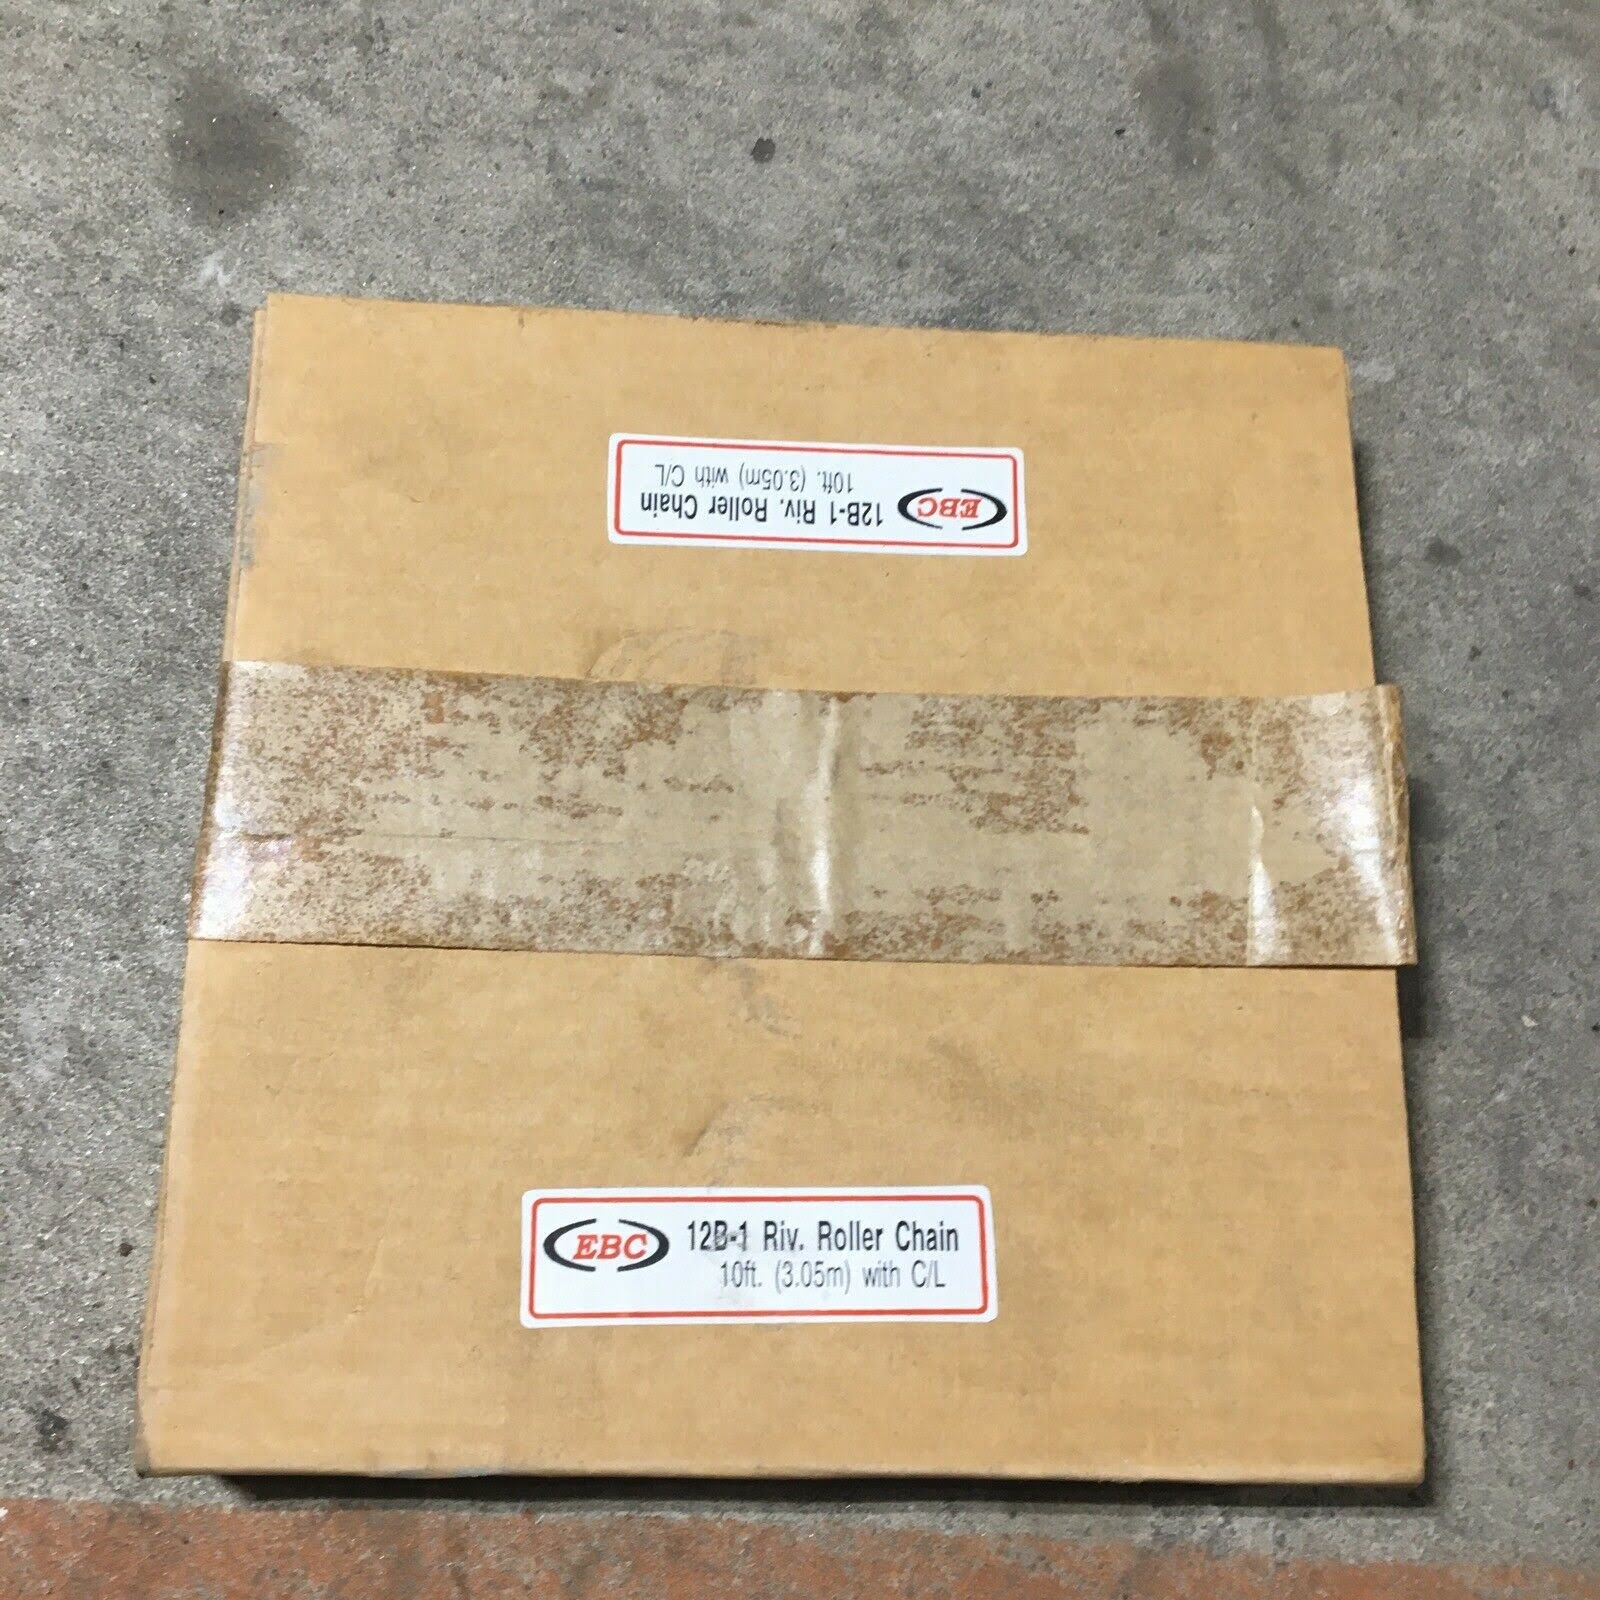 EBC
12B-1 Riv. Roller Chain
10ft. (3.05m) with C/L
EBC
12B-1 Riv. Roller Chain
10ft. (3.05m) with C/L